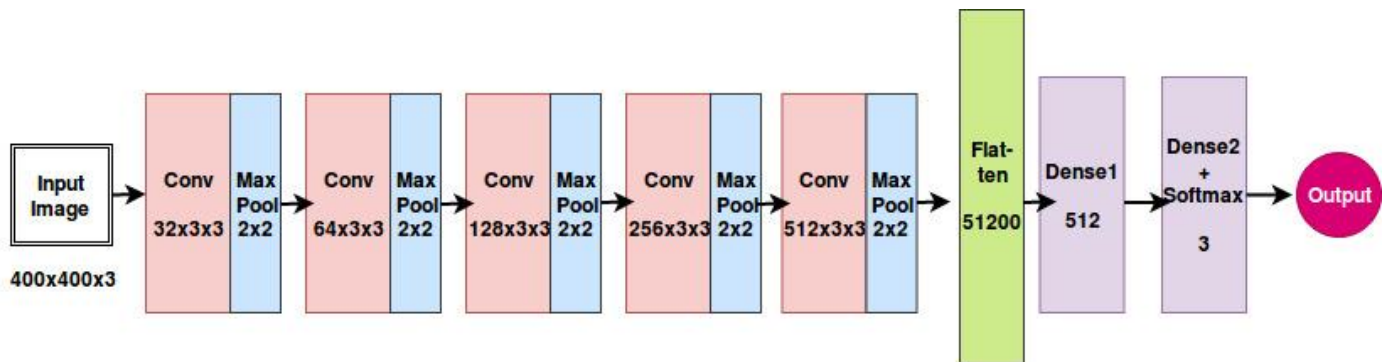 Input
Image
400x400x3
Conv
32x3x3
Max
Pool
2x2
Conv
64x3x3
Max
Pool
2x2
Conv
128x3x3
Max
Pool
2x2
Conv
256x3x3
Max
Pool
2x2
Conv
512x3x3
Max
Pool
2x2
Flat-
ten
51200
Dense1
512
Dense2
+
Softmax
3
Output